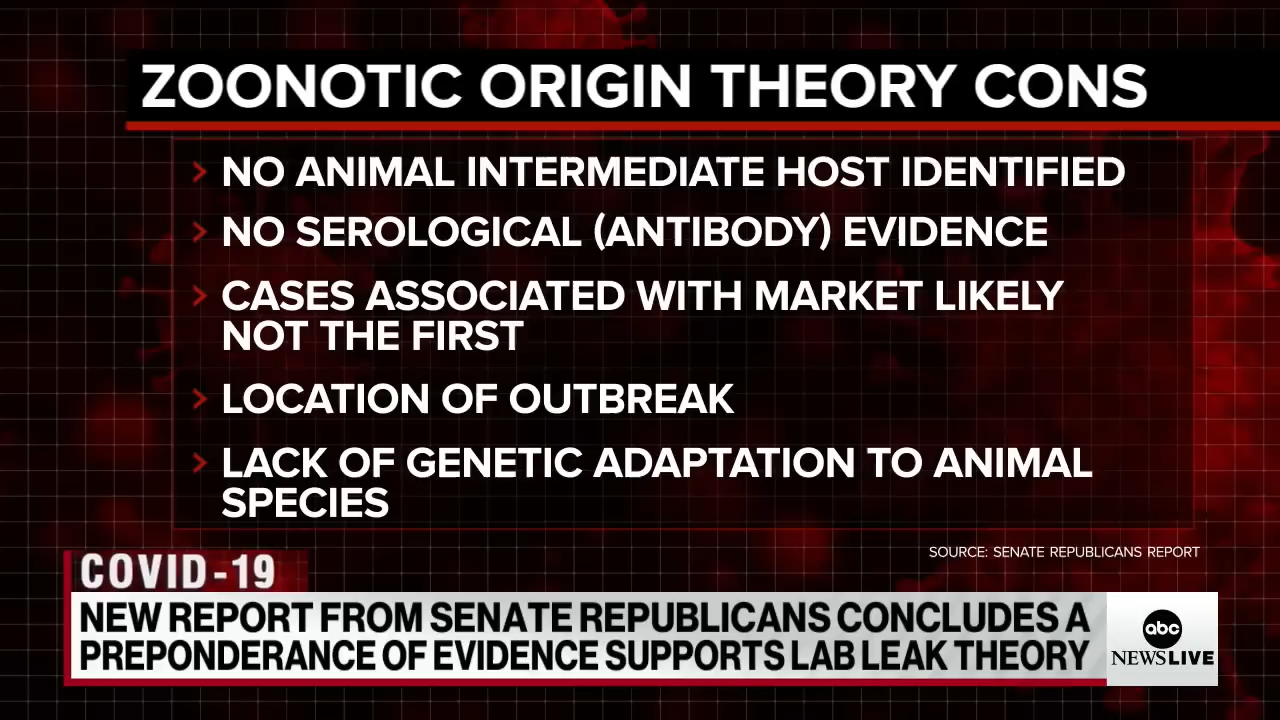 ZOONOTIC ORIGIN THEORY CONS
> NO ANIMAL INTERMEDIATE HOST IDENTIFIED
> NO SEROLOGICAL (ANTIBODY) EVIDENCE
> CASES ASSOCIATED WITH MARKET LIKELY
NOT THE FIRST
> LOCATION OF OUTBREAK
> LACK OF GENETIC ADAPTATION TO ANIMAL
SPECIES
SOURCE: SENATE REPUBLICANS REPORT
COVID-19
NEW REPORT FROM SENATE REPUBLICANS CONCLUDES A
PREPONDERANCE OF EVIDENCE SUPPORTS LAB LEAK THEORY
abc
NEWSLIVE